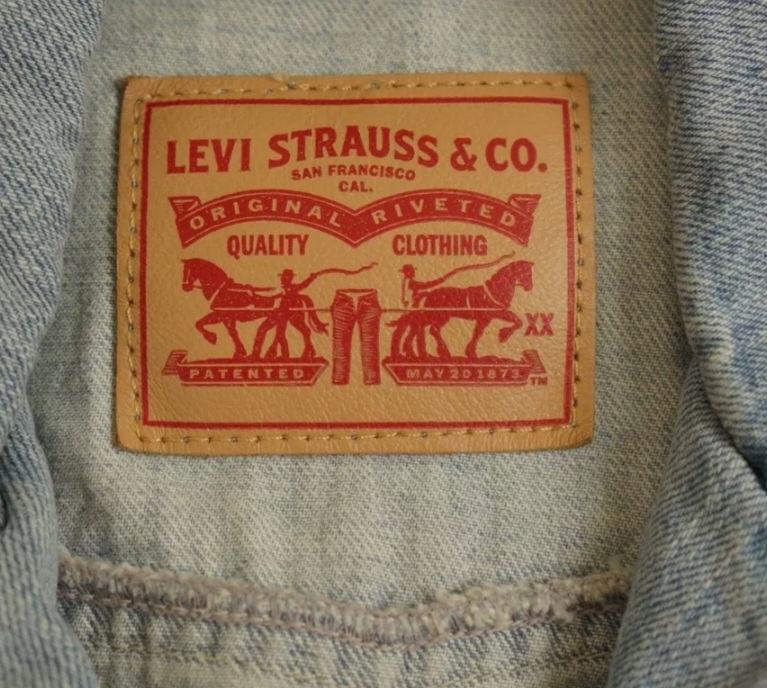 LEVI STRAUSS & CO.
SAN FRANCISCO
CAL.
ORIGINAL RIVETED
QUALITY CLOTHING
XX
PATENTED MAY 20 1873 TM